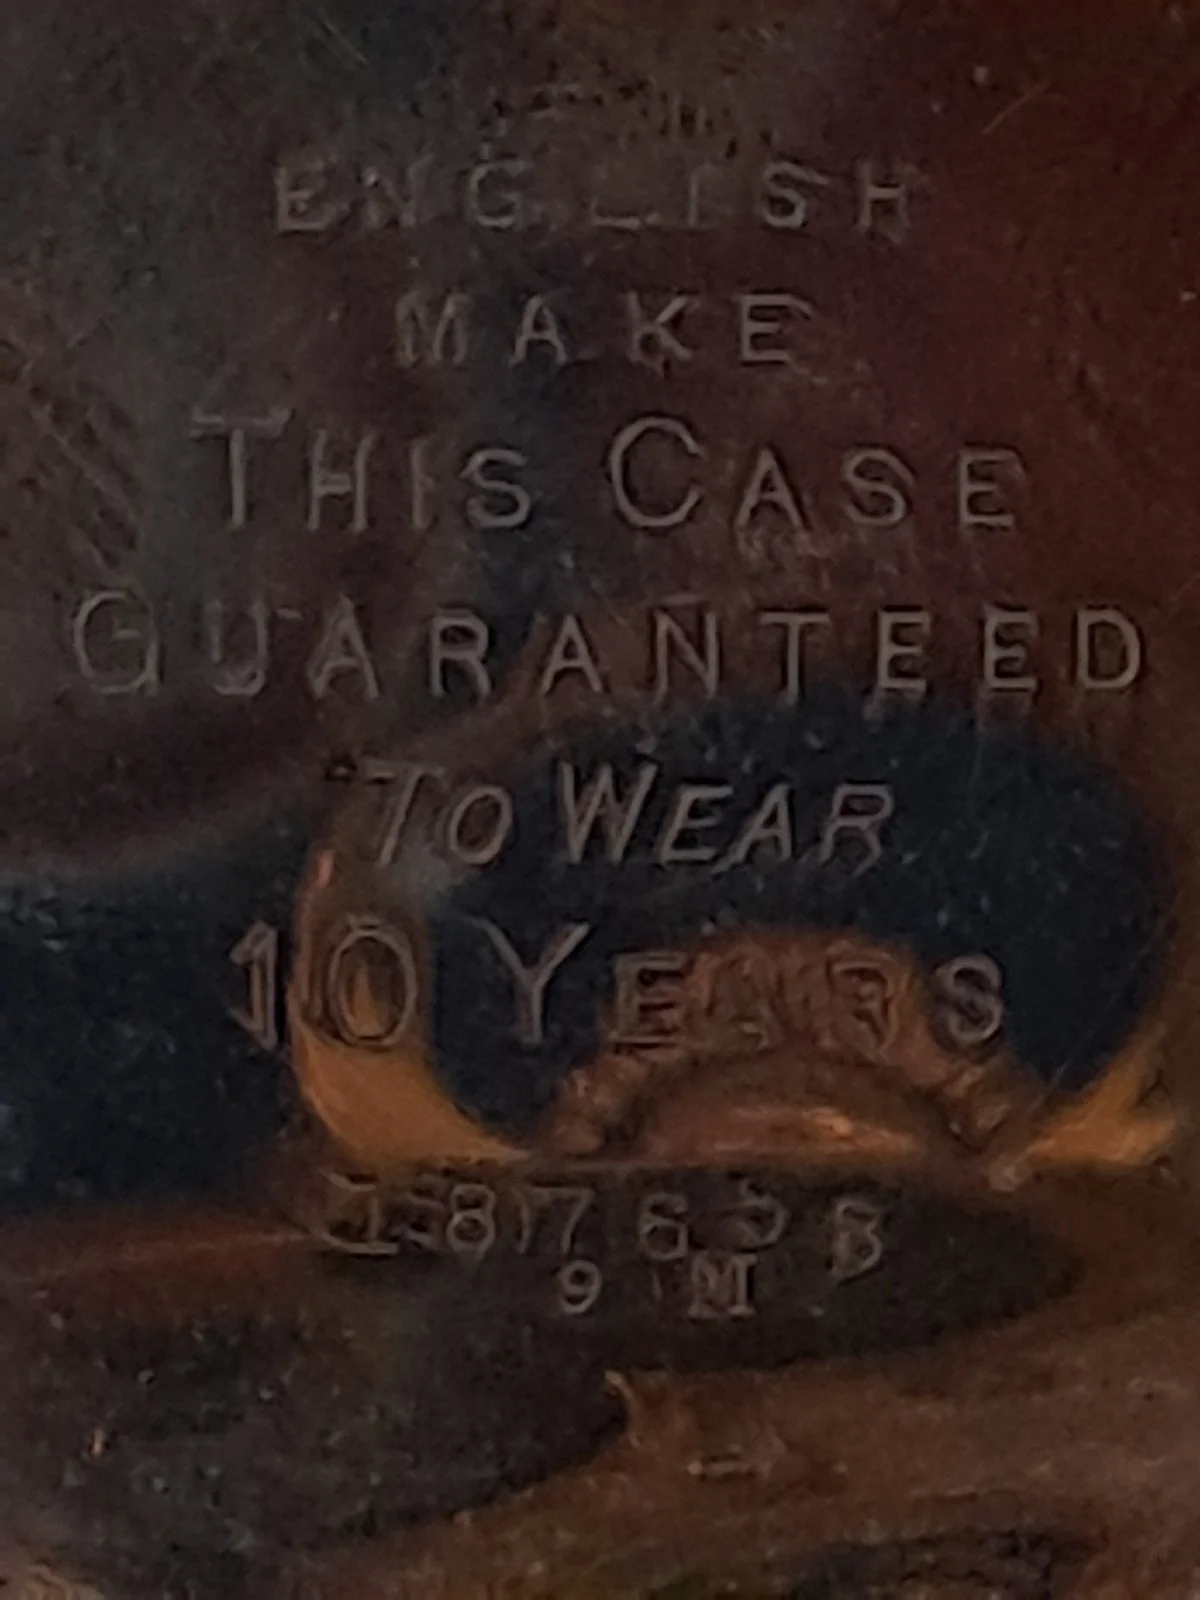 ENGLISH
MAKE
THIS CASE
GUARANTEED
TO WEAR
10 YEARS
9 M